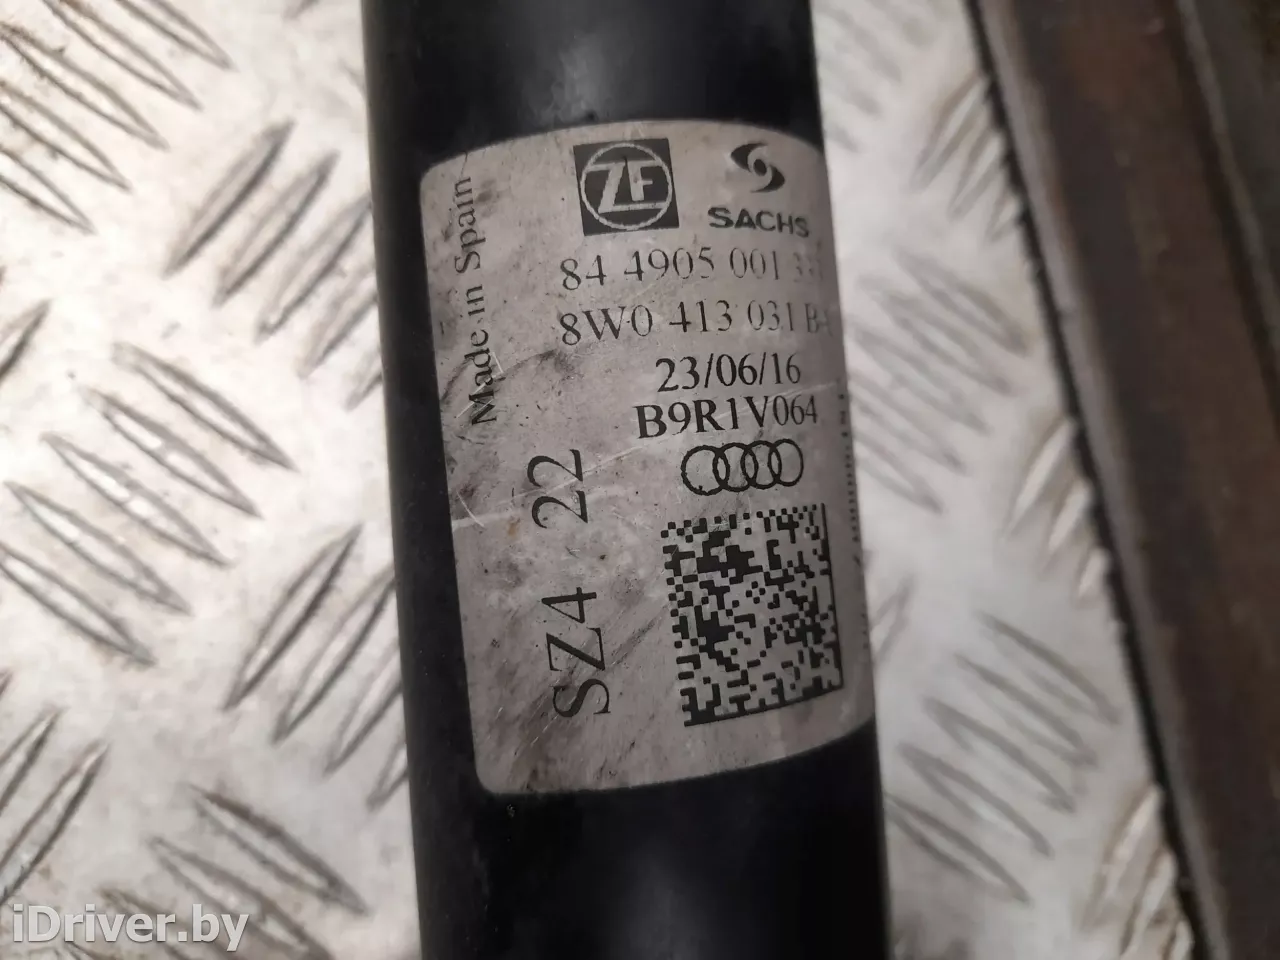 ZF
SACHS
84 4905 001
8W0 413 031
23/06/16
B9R1V064
Made in Spain
SZ4 22
iDriver.by